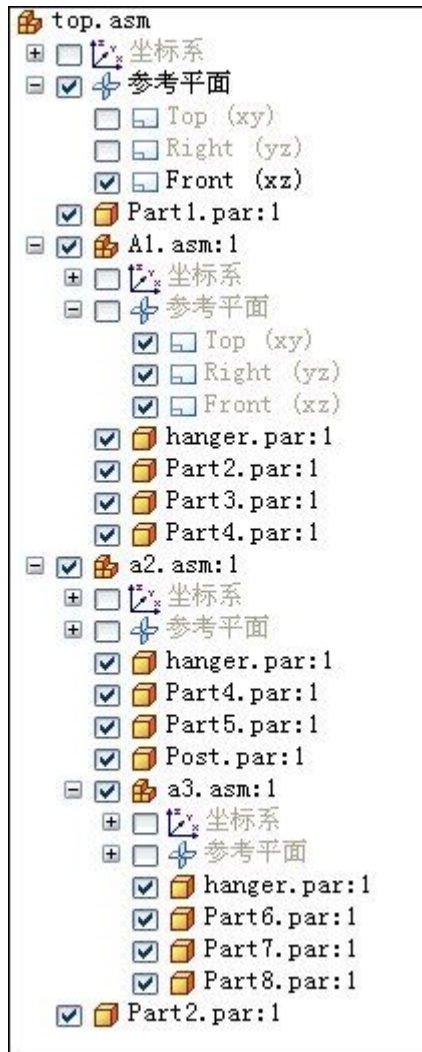 top.asm
坐标系
参考平面
Top (xy)
Right (yz)
Front (xz)
Part1.par:1
A1.asm:1
坐标系
参考平面
Top (xy)
Right (yz)
Front (xz)
hanger.par:1
Part2.par:1
Part3.par:1
Part4.par:1
a2.asm:1
坐标系
参考平面
hanger.par:1
Part4.par:1
Part5.par:1
Post.par:1
a3.asm:1
坐标系
参考平面
hanger.par:1
Part6.par:1
Part7.par:1
Part8.par:1
Part2.par:1